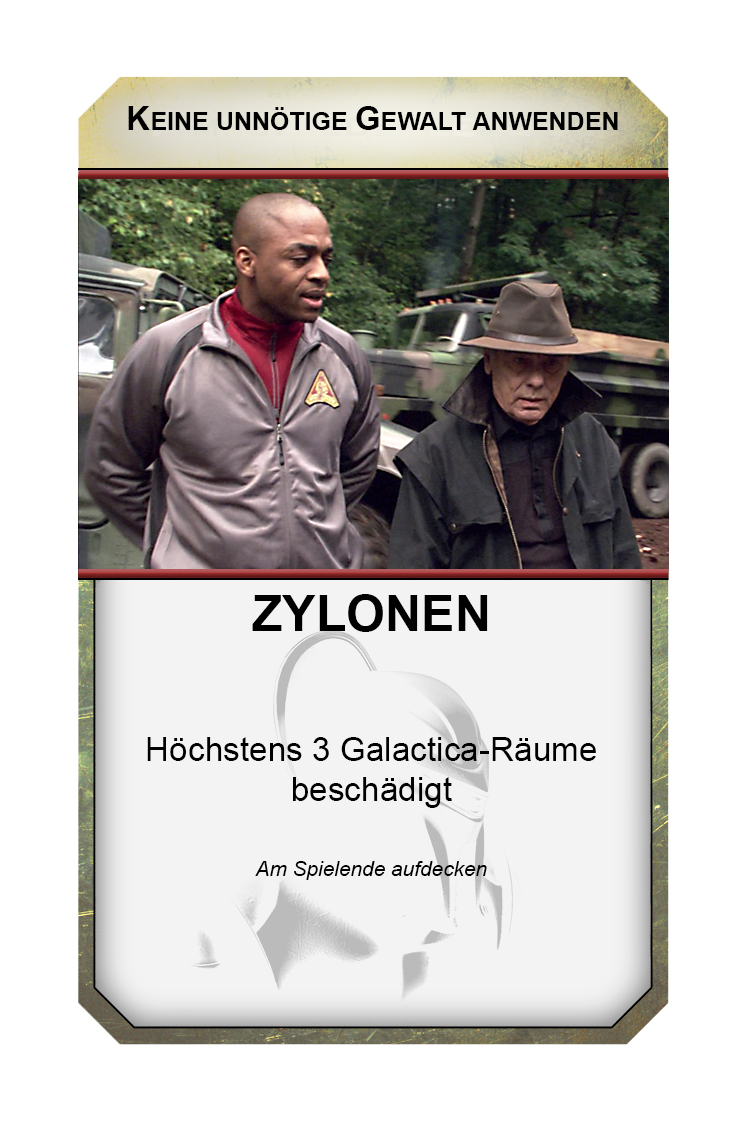 Keine unnötige Gewalt anwenden
ZYLONEN
Höchstens 3 Galactica-Räume
beschädigt
Am Spielende aufdecken